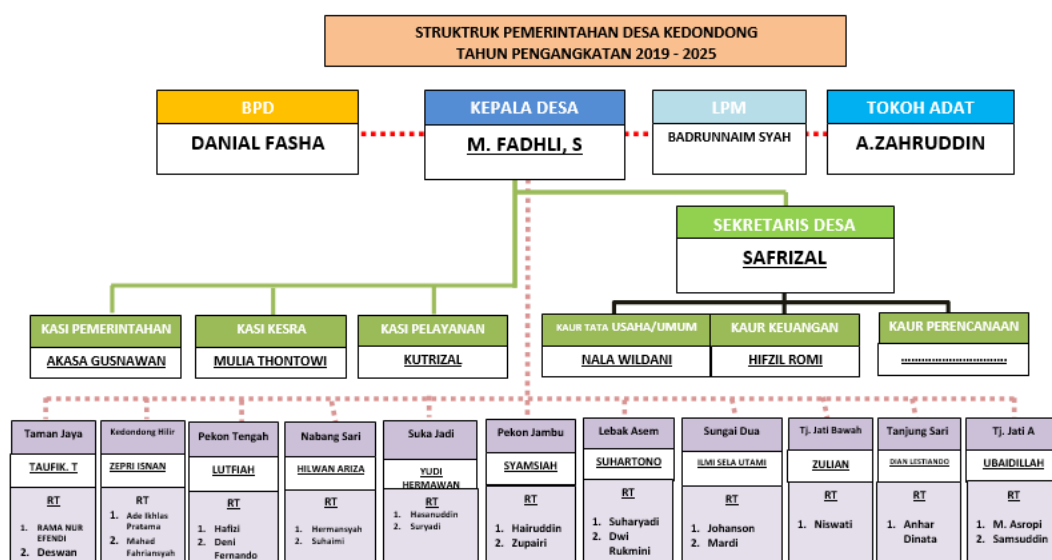 STRUKTRUK PEMERINTAHAN DESA KEDONDONG
TAHUN PENGANGKATAN 2019 - 2025
BPD
DANIAL FASHA
KEPALA DESA
M. FADHLI, S
LPM
BADRUNNAIM SYAH
TOKOH ADAT
A.ZAHRUDDIN
SEKRETARIS DESA
SAFRIZAL
KASI PEMERINTAHAN
AKASA GUSNAWAN
KASI KESRA
MULIA THONTOWI
KASI PELAYANAN
KUTRIZAL
KAUR TATA USAHA/UMUM
NALA WILDANI
KAUR KEUANGAN
HIFZIL ROMI
KAUR PERENCANAAN
................................
Taman Jaya
TAUFIK. T
RT
1. RAMA NUR
EFENDI
2. Deswan
Kedondong Hilir
ZEPRI ISNAN
RT
1. Ade Ikhlas
Pratama
2. Mahad
Fahriansyah
Pekon Tengah
LUTFIAH
RT
1. Hafizi
2. Deni
Fernando
Nabang Sari
HILWAN ARIZA
RT
1. Hermansyah
2. Suhaimi
Suka Jadi
YUDI
HERMAWAN
RT
1. Hasanuddin
2. Suryadi
Pekon Jambu
SYAMSIAH
RT
1. Hairuddin
2. Zupairi
Lebak Asem
SUHARTONO
RT
1. Suharyadi
2. Dwi
Rukmini
Sungai Dua
ILMI SELA UTAMI
RT
1. Johanson
2. Mardi
Tj. Jati Bawah
ZULIAN
RT
1. Niswati
Tanjung Sari
DIAN LESTIANDO
RT
1. Anhar
Dinata
Tj. Jati A
UBAIDILLAH
RT
1. M. Asropi
2. Samsuddin